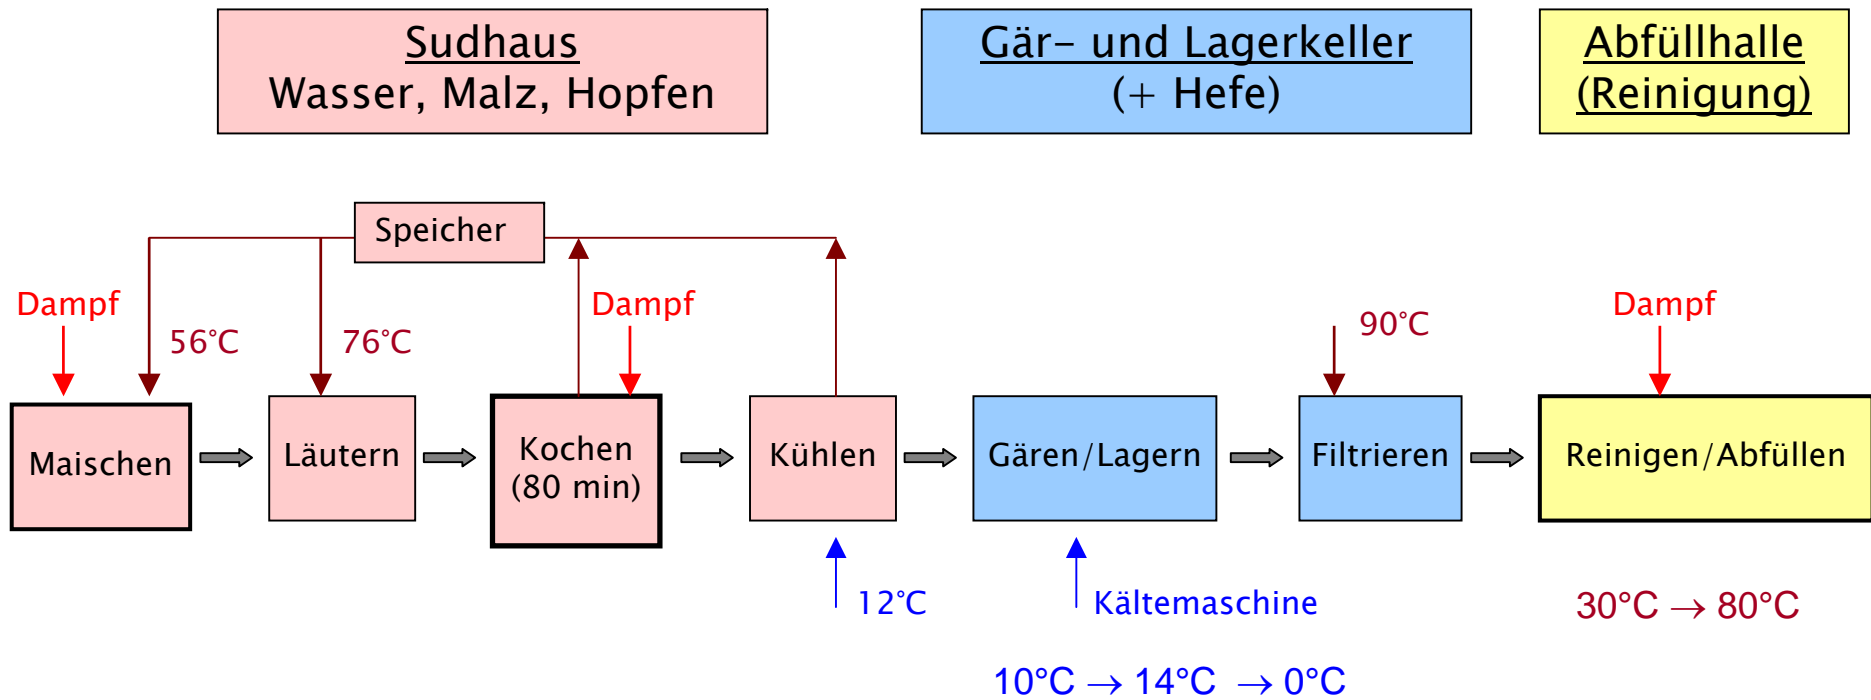 Sudhaus
Wasser, Malz, Hopfen
Gär- und Lagerkeller
(+ Hefe)
Abfüllhalle
(Reinigung)
Speicher
Dampf
56°C
76°C
Dampf
90°C
Dampf
Maischen
Läutern
Kochen
(80 min)
Kühlen
Gären/Lagern
Filtrieren
Reinigen/Abfüllen
12°C
Kältemaschine
30°C → 80°C
10°C → 14°C → 0°C